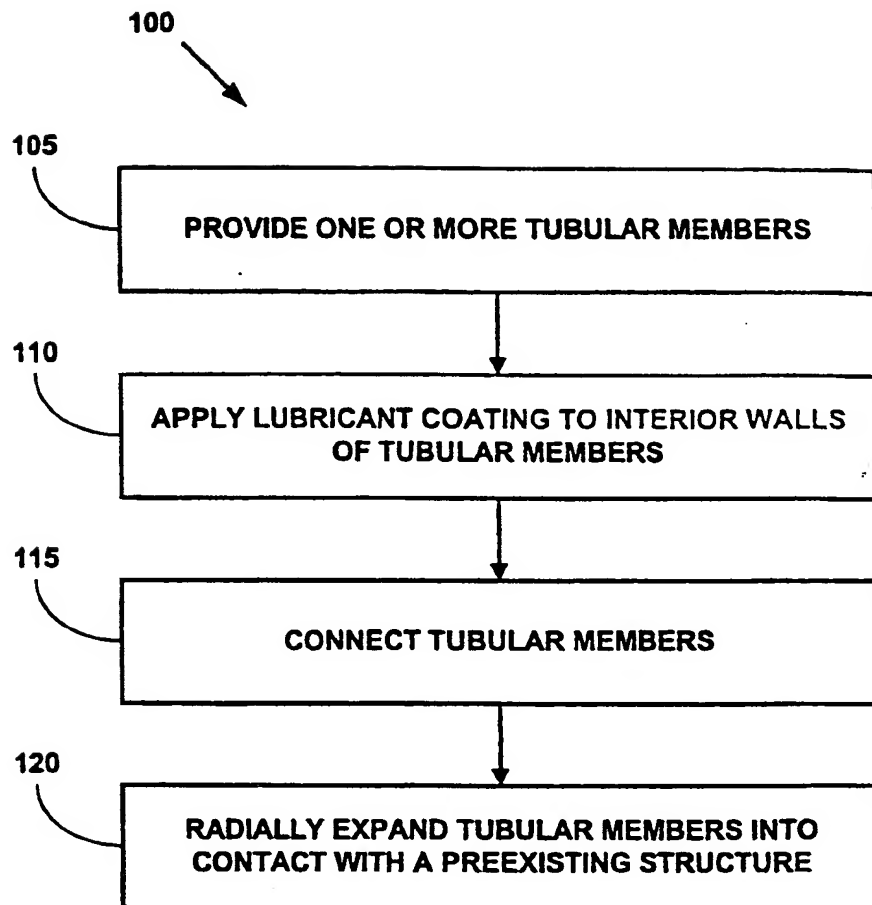 100
105
PROVIDE ONE OR MORE TUBULAR MEMBERS
110
APPLY LUBRICANT COATING TO INTERIOR WALLS
OF TUBULAR MEMBERS
115
CONNECT TUBULAR MEMBERS
120
RADIALLY EXPAND TUBULAR MEMBERS INTO
CONTACT WITH A PREEXISTING STRUCTURE